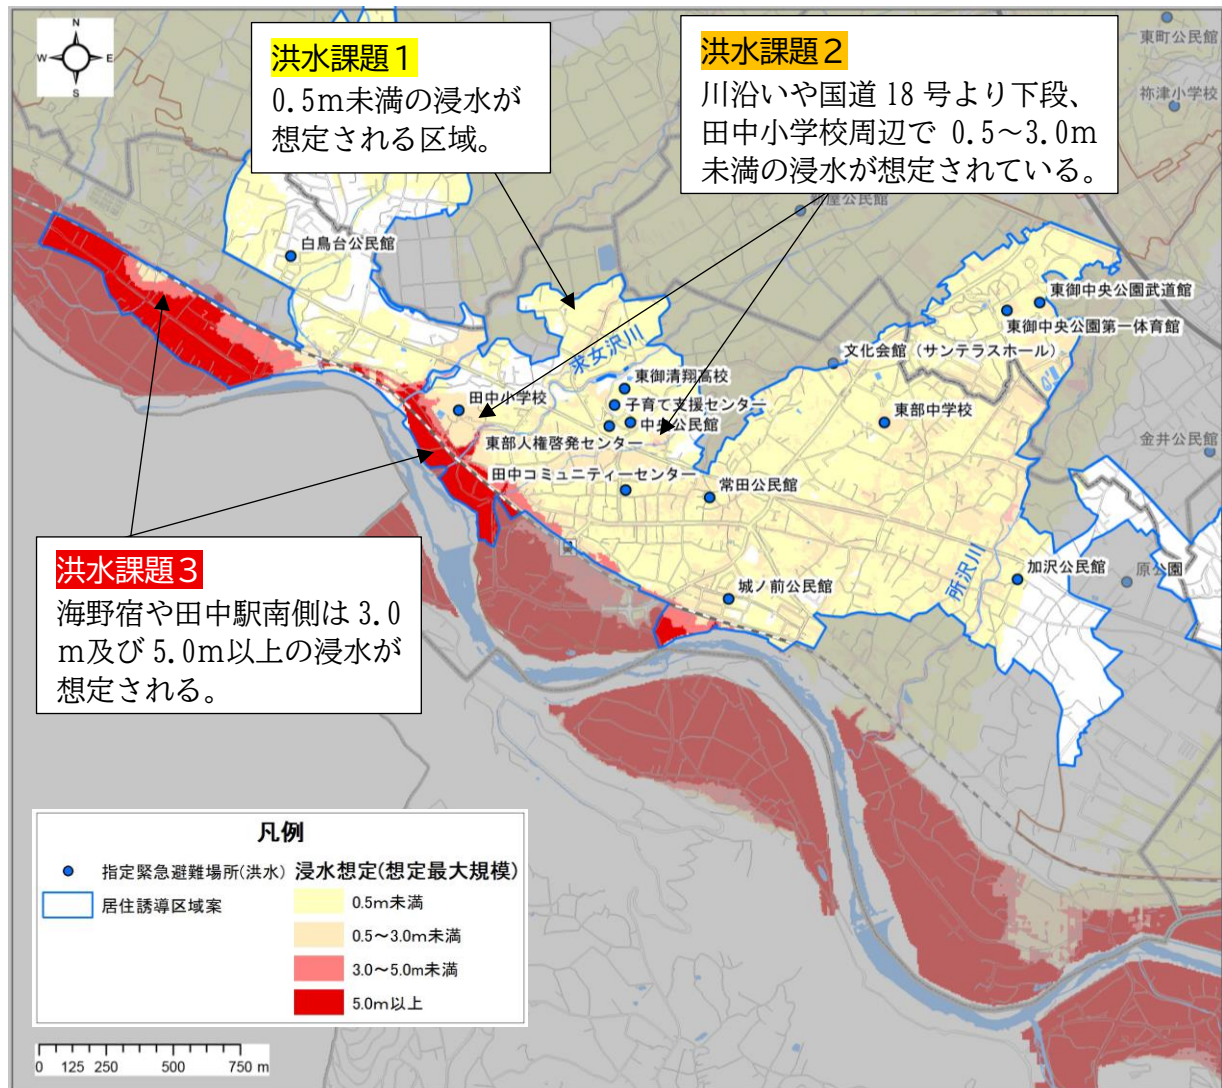 N
W
E
S
洪水課題１
0.5m未満の浸水が
想定される区域。
洪水課題２
川沿いや国道 18 号より下段、
田中小学校周辺で 0.5～3.0m
未満の浸水が想定されている。
東町公民館
祢津小学校
屋公民館
白鳥台公民館
東御中央公園武道館
東御中央公園第一体育館
求女沢川
文化会館（サンテラスホール）
東御清翔高校
田中小学校
子育て支援センター
中央公民館
東部中学校
東部人権啓発センター
金井公民館
田中コミュニティーセンター
常田公民館
所沢川
加沢公民館
原公園
城ノ前公民館
洪水課題３
海野宿や田中駅南側は 3.0
m及び 5.0m以上の浸水が
想定される。
凡例
指定緊急避難場所(洪水)
居住誘導区域案
浸水想定(想定最大規模)
0.5m未満
0.5～3.0m未満
3.0～5.0m未満
5.0m以上
0 125 250 500 750 m